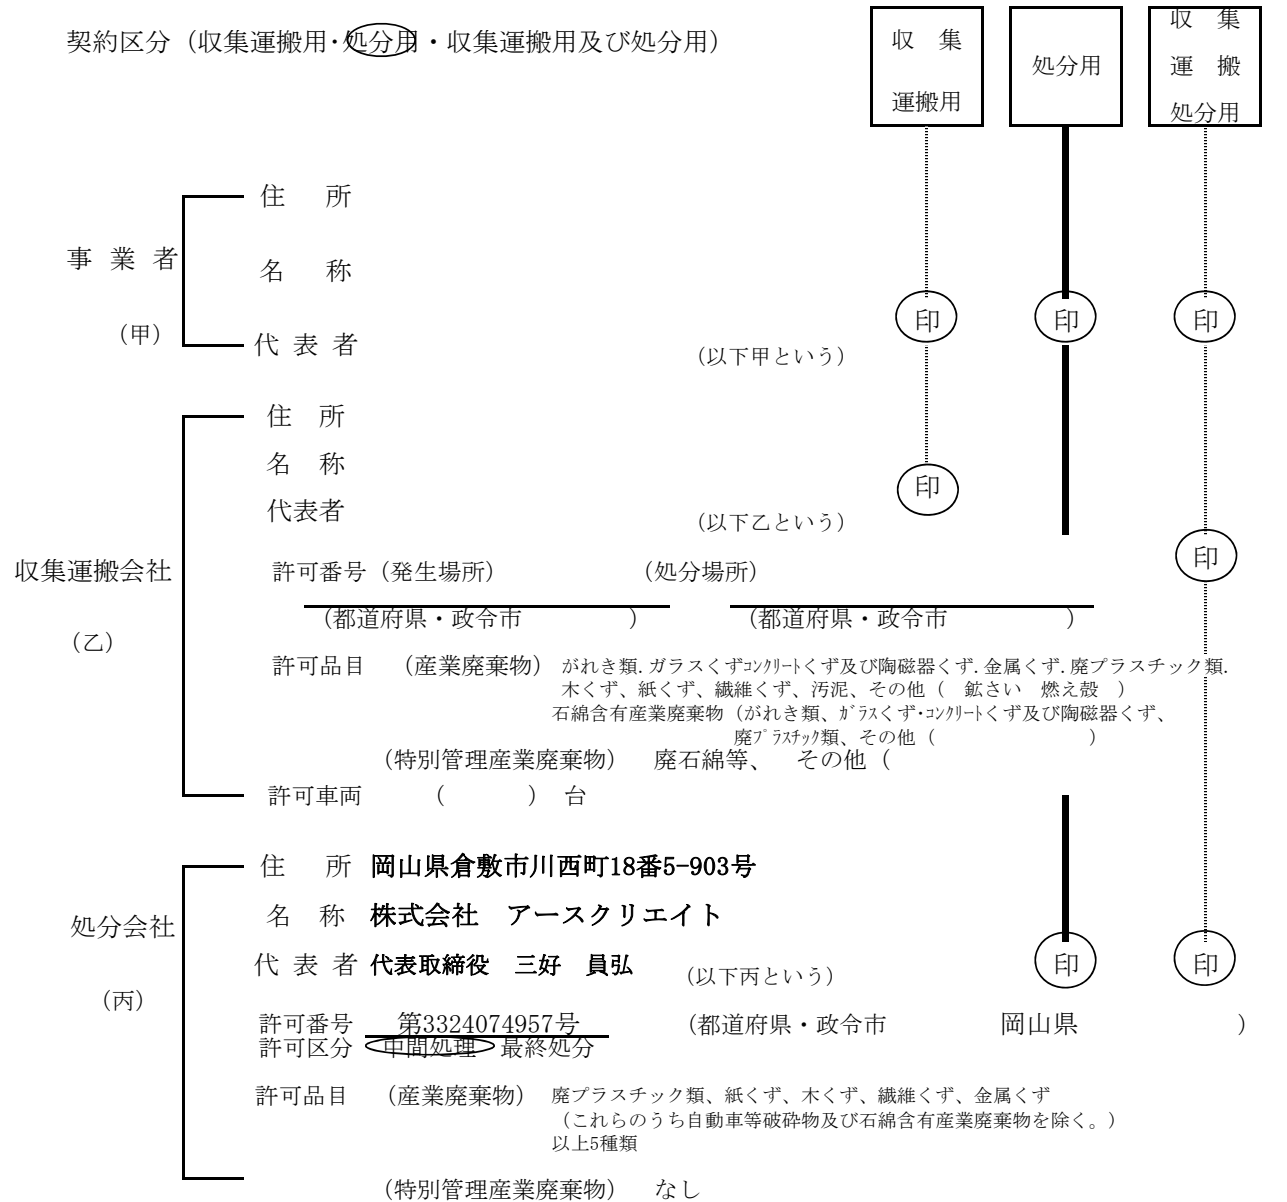 契約区分（収集運搬用・処分用・収集運搬用及び処分用）
収　集
運搬用
処分用
収　集
運　搬
処分用
住　所
事 業 者
名　称
（甲）
代 表 者
（以下甲という）
印
印
印
住　所
名　称
代表者
（以下乙という）
印
収集運搬会社
（乙）
許可番号（発生場所）　（処分場所）
印
（都道府県・政令市　）　（都道府県・政令市　）
許可品目　（産業廃棄物）　がれき類.ガラスくずｺﾝｸﾘｰﾄくず及び陶磁器くず.金属くず.廃プラスチック類.
木くず、紙くず、繊維くず、汚泥、その他（　鉱さい　燃え殻　）
石綿含有産業廃棄物（がれき類、ｶﾞﾗｽくず･ｺﾝｸﾘｰﾄくず及び陶磁器くず、
廃ﾌﾟﾗｽﾁｯｸ類、その他（　）
（特別管理産業廃棄物）　廃石綿等、　その他（
許可車両　（　）　台
住　所　岡山県倉敷市川西町18番5-903号
処分会社
（丙）
名　称　株式会社　アースクリエイト
代 表 者　代表取締役　三好　員弘
（以下丙という）
印
印
許可番号　第3324074957号　（都道府県・政令市　岡山県　）
許可区分　中間処理　最終処分
許可品目　（産業廃棄物）　廃プラスチック類、紙くず、木くず、繊維くず、金属くず
（これらのうち自動車等破砕物及び石綿含有産業廃棄物を除く。）
以上5種類
（特別管理産業廃棄物）　なし